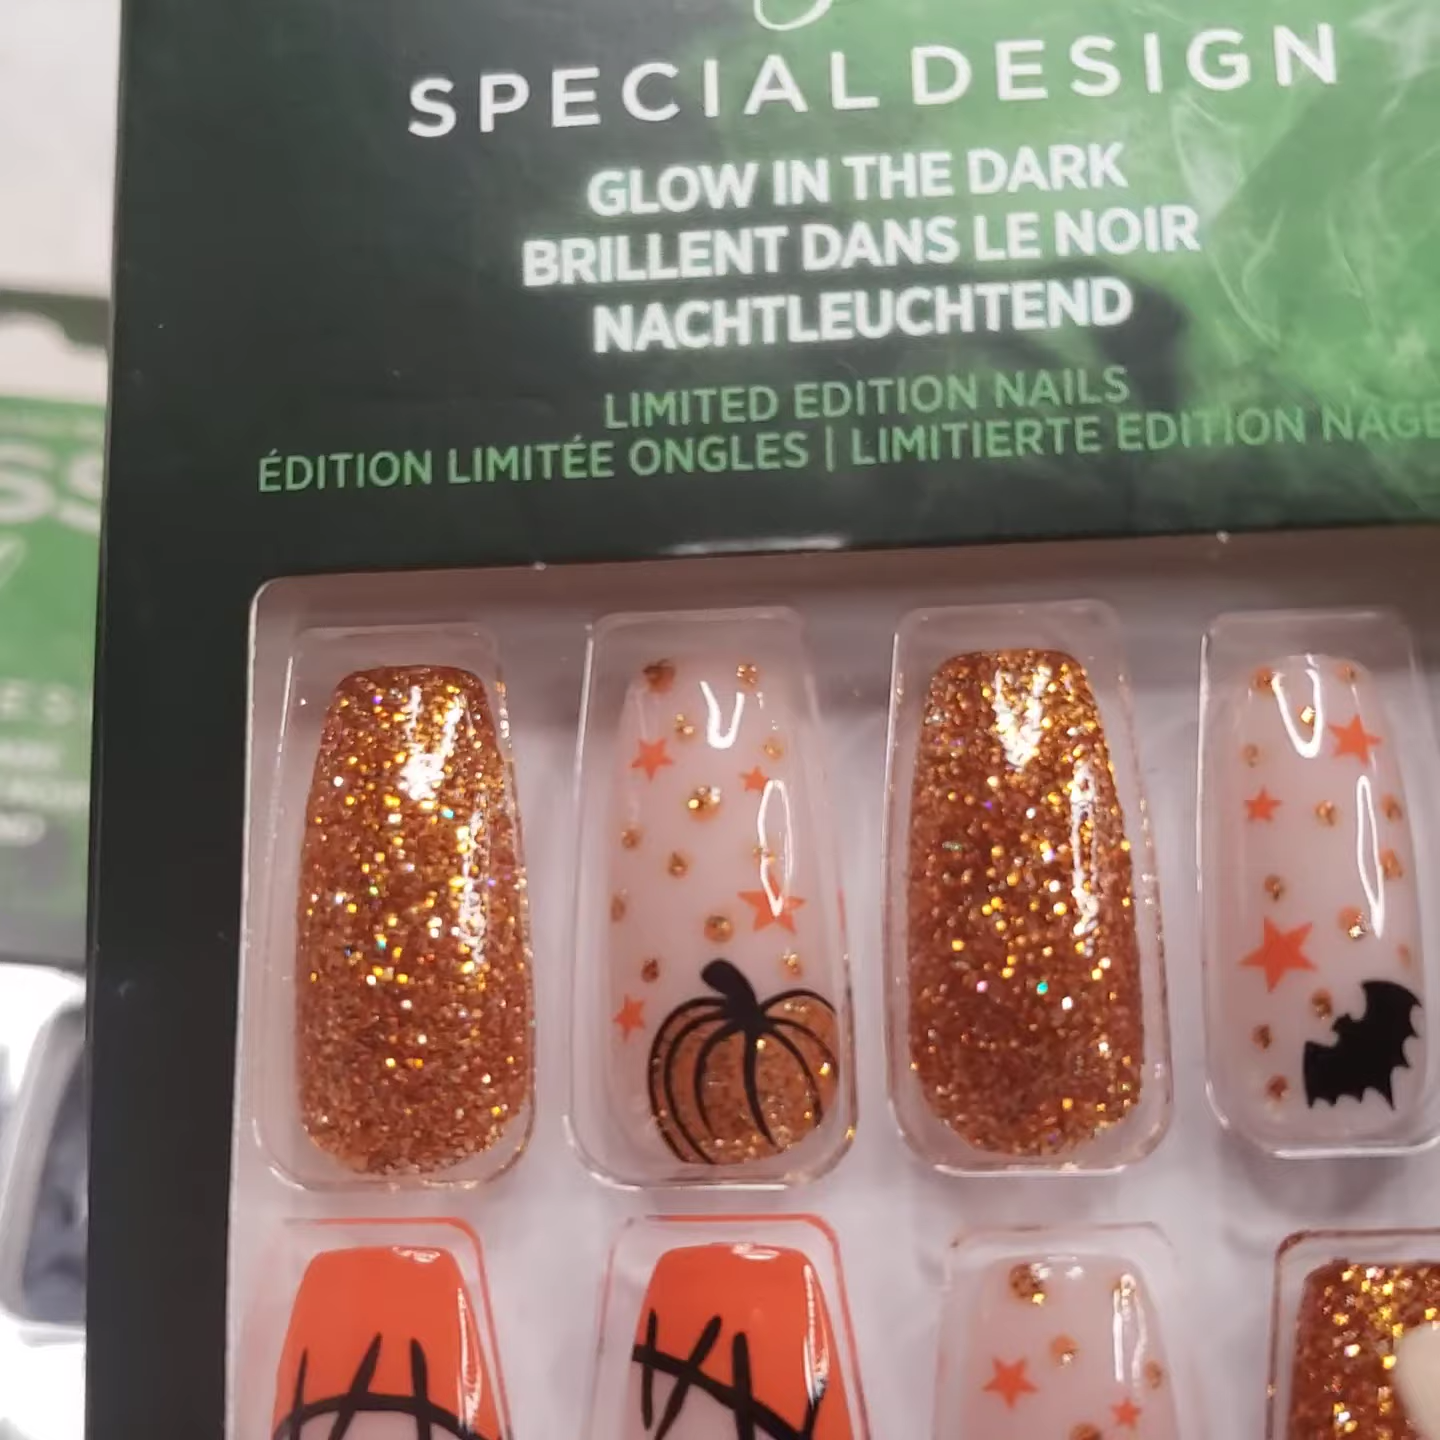 SPECIAL DESIGN
GLOW IN THE DARK
BRILLENT DANS LE NOIR
NACHTLEUCHTEND
LIMITED EDITION NAILS
ÉDITION LIMITÉE ONGLES | LIMITIERTE EDITION